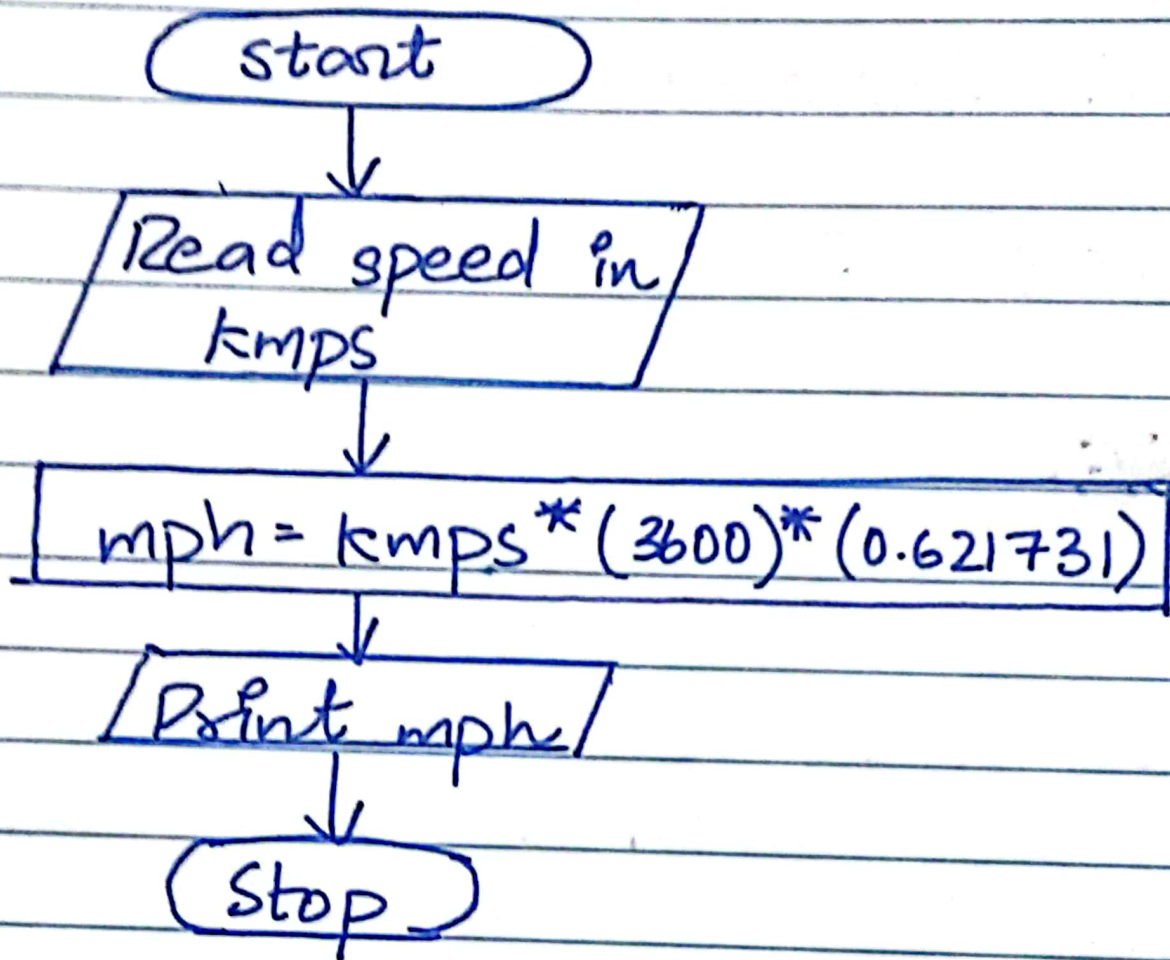 start
Read speed in
kmps
mph = kmps * (3600) * (0.621731)
Print mph
Stop